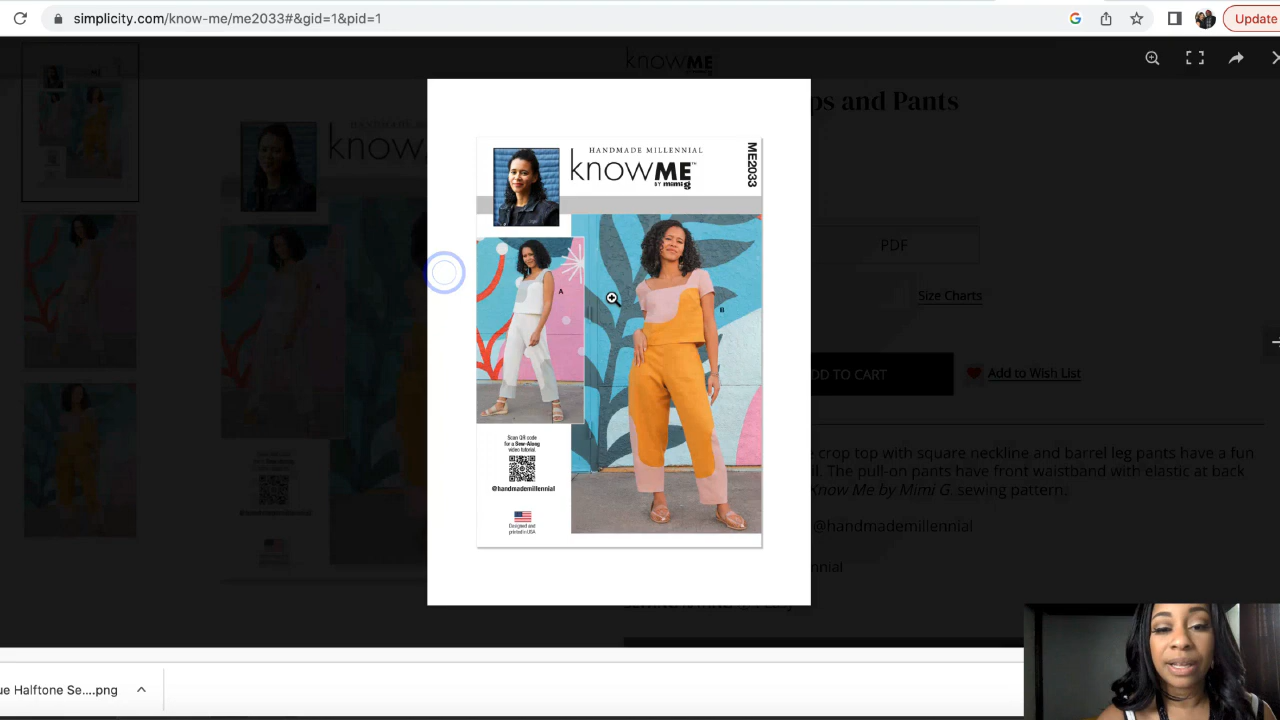 simplicity.com/know-me/me2033#&gid=1&pid=1
Update
knowME
ps and Pants
HANDMADE MILLENNIAL
knowME™
BY mimi g
ME2033
know
PDF
A
B
Size Charts
DD TO CART
Add to Wish List
Scan QR code
for a Sew-Along
video tutorial.
@handmademillennial
Designed and
printed in USA
crop top with square neckline and barrel leg pants have a fun
il. The pull-on pants have front waistband with elastic at back
Know Me by Mimi G. sewing pattern.
@handmademillennial
nnial
ue Halftone Se....png